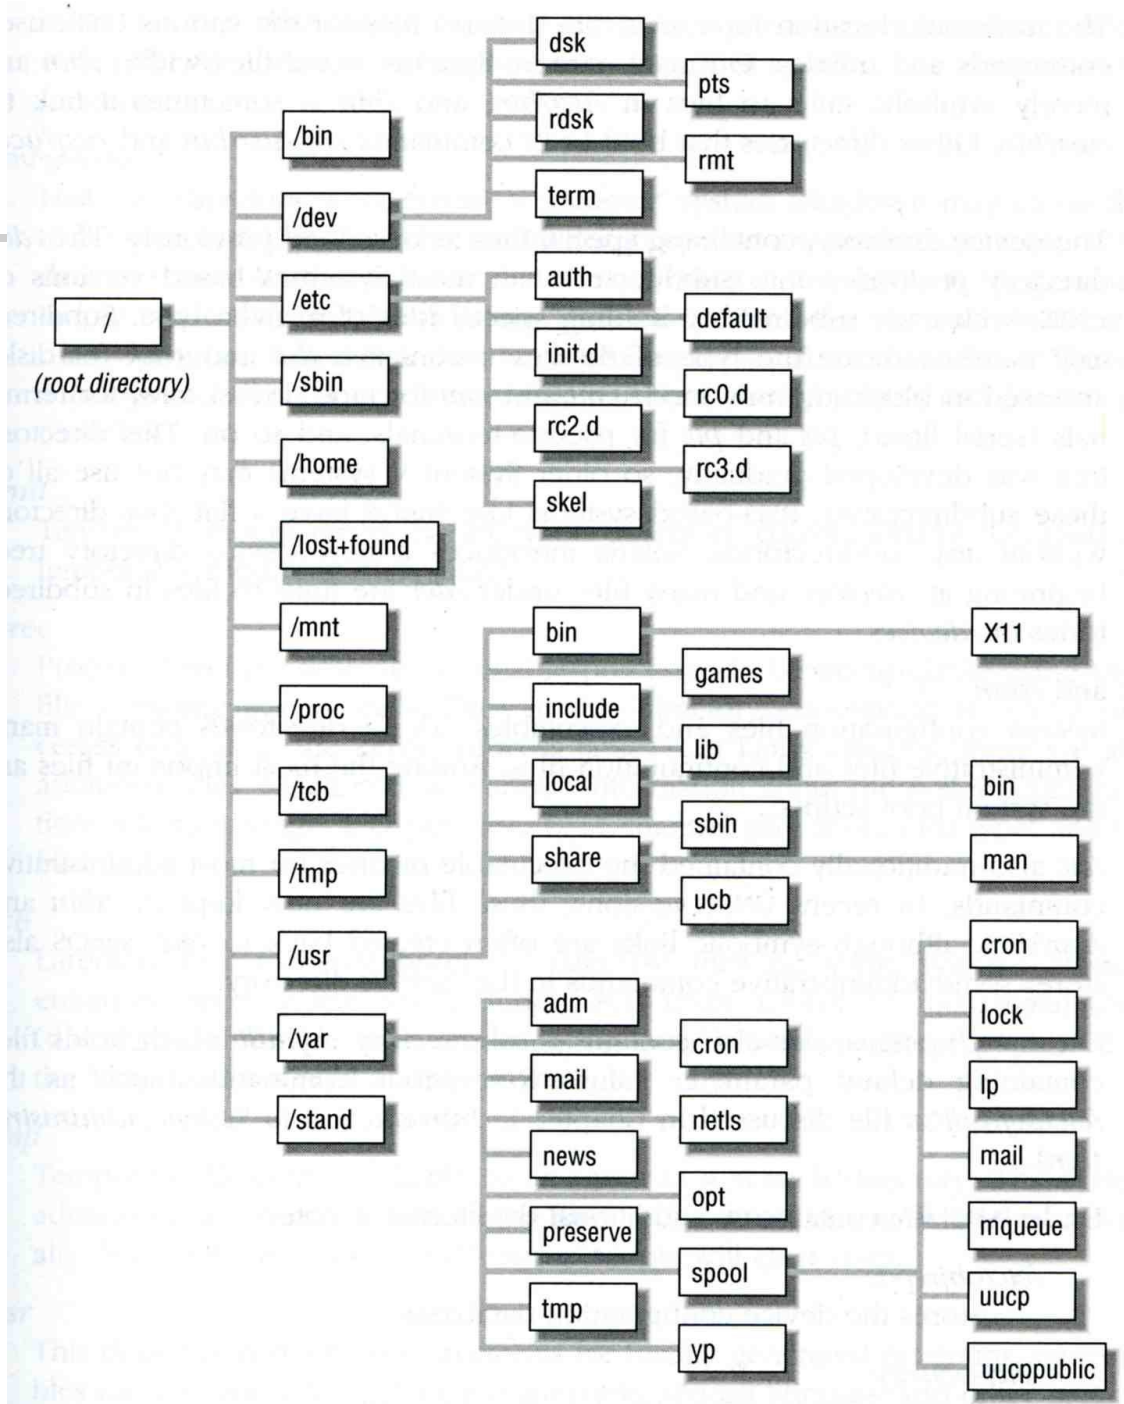 dsk
pts
rdsk
/bin
rmt
term
/dev
auth
/etc
default
/
init.d
(root directory)
/sbin
rc0.d
rc2.d
/home
rc3.d
skel
/lost+found
/mnt
bin
X11
games
/proc
include
lib
/tcb
local
bin
sbin
share
man
/tmp
ucb
/usr
cron
adm
lock
/var
cron
mail
lp
/stand
netls
news
mail
opt
preserve
mqueue
spool
tmp
uucp
yp
uucppublic